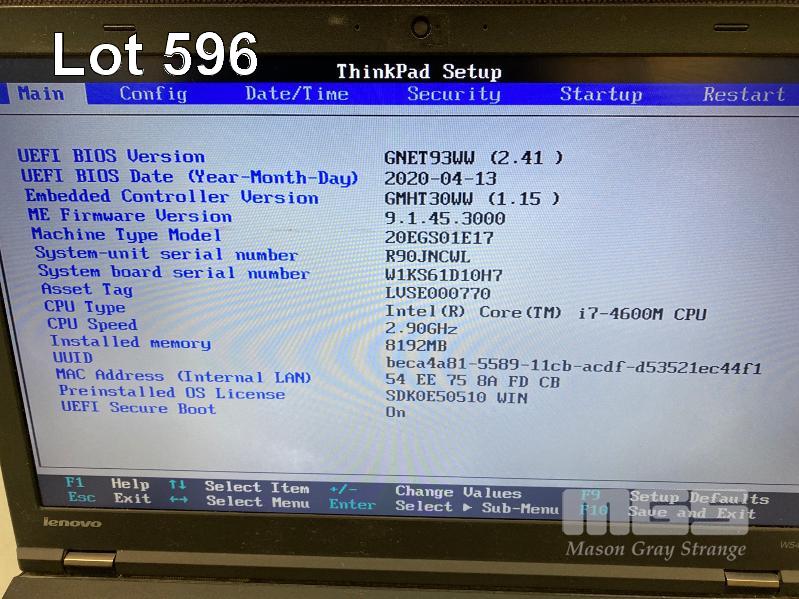 Lot 596
ThinkPad Setup
Main Config Date/Time Security Startup Restart
UEFI BIOS Version GNET93WW (2.41 )
UEFI BIOS Date (Year-Month-Day) 2020-04-13
Embedded Controller Version GMHT30WW (1.15 )
ME Firmware Version 9.1.45.3000
Machine Type Model 20EGS01E17
System-unit serial number R90JNCWL
System board serial number W1KS61D10H7
Asset Tag LVSE000770
CPU Type Intel(R) Core(TM) i7-4600M CPU
CPU Speed 2.90GHz
Installed memory 8192MB
UUID beca4a81-5589-11cb-acdf-d53521ec44f1
MAC Address (Internal LAN) 54 EE 75 8A FD CB
Preinstalled OS License SDK0E50510 WIN
UEFI Secure Boot On
F1 Help ↑↓ Select Item +/- Change Values F9 Setup Defaults
Esc Exit ↔ Select Menu Enter Select ▶ Sub-Menu F10 Save and Exit
MGS
Mason Gray Strange
lenovo